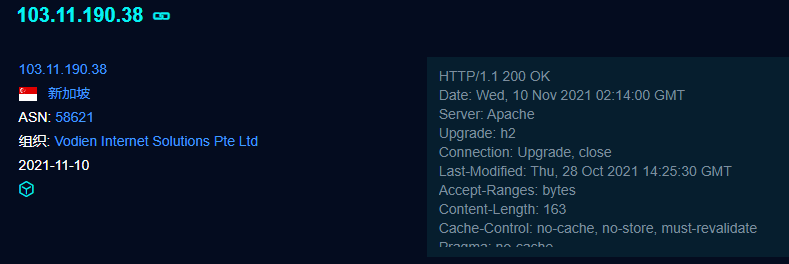 103.11.190.38
103.11.190.38
新加坡
ASN: 58621
组织: Vodien Internet Solutions Pte Ltd
2021-11-10
HTTP/1.1 200 OK
Date: Wed, 10 Nov 2021 02:14:00 GMT
Server: Apache
Upgrade: h2
Connection: Upgrade, close
Last-Modified: Thu, 28 Oct 2021 14:25:30 GMT
Accept-Ranges: bytes
Content-Length: 163
Cache-Control: no-cache, no-store, must-revalidate
Pragma: no-cache